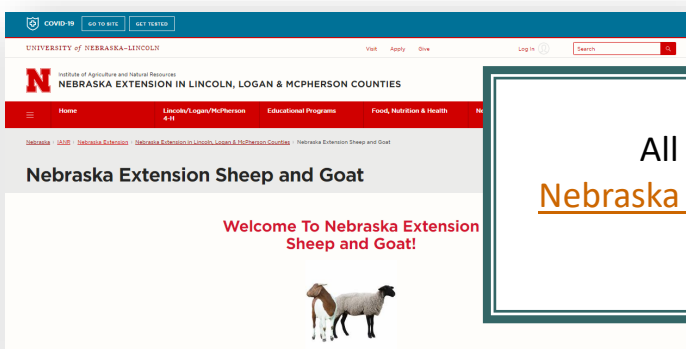 COVID-19 GO TO SITE GET TESTED
UNIVERSITY of NEBRASKA–LINCOLN Visit Apply Give Log In Search
Institute of Agriculture and Natural Resources
N NEBRASKA EXTENSION IN LINCOLN, LOGAN & MCPHERSON COUNTIES
Home Lincoln/Logan/McPherson 4-H Educational Programs Food, Nutrition & Health
Nebraska › IANR › Nebraska Extension › Nebraska Extension in Lincoln, Logan & McPherson Counties › Nebraska Extension Sheep and Goat
Nebraska Extension Sheep and Goat
Welcome To Nebraska Extension
Sheep and Goat!
All
Nebraska